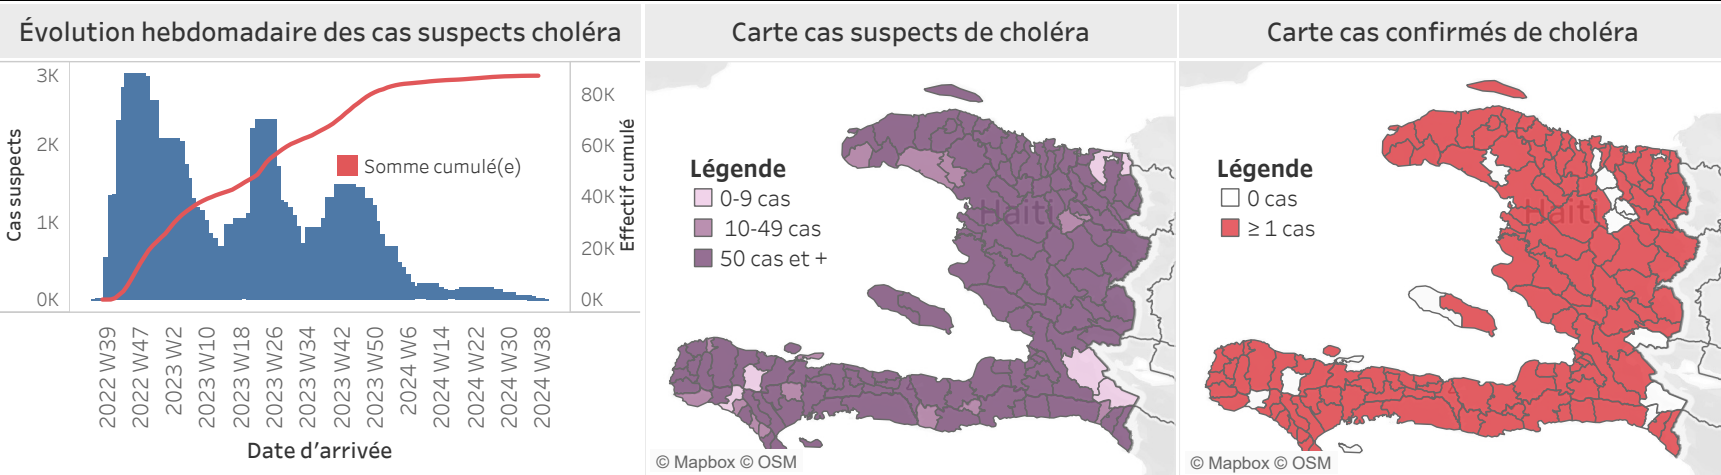 Évolution hebdomadaire des cas suspects choléra
3K
2K
1K
0K
Cas suspects
Somme cumulé(e)
80K
60K
40K
20K
0K
Effectif cumulé
2022 W39
2022 W47
2023 W2
2023 W10
2023 W18
2023 W26
2023 W34
2023 W42
2023 W50
2024 W6
2024 W14
2024 W22
2024 W30
2024 W38
Date d'arrivée
Carte cas suspects de choléra
Légende
0-9 cas
10-49 cas
50 cas et +
Haiti
© Mapbox © OSM
Carte cas confirmés de choléra
Légende
0 cas
≥ 1 cas
Haiti
© Mapbox © OSM